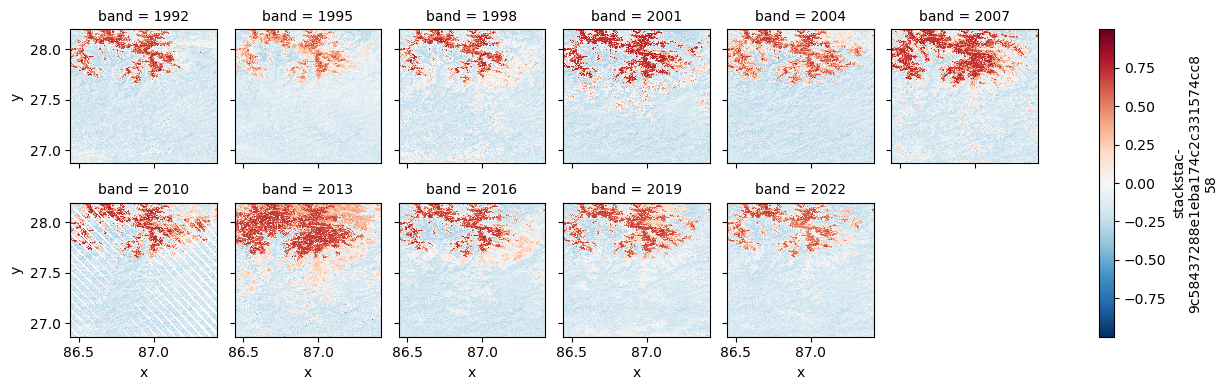 band = 1992
band = 1995
band = 1998
band = 2001
band = 2004
band = 2007
28.0
27.5
27.0
y
band = 2010
band = 2013
band = 2016
band = 2019
band = 2022
28.0
27.5
27.0
y
86.5 87.0
86.5 87.0
86.5 87.0
86.5 87.0
86.5 87.0
x
x
x
x
x
0.75
0.50
0.25
0.00
−0.25
−0.50
−0.75
stackstac-
9c58437288e1eba174c2c331574cc8
58